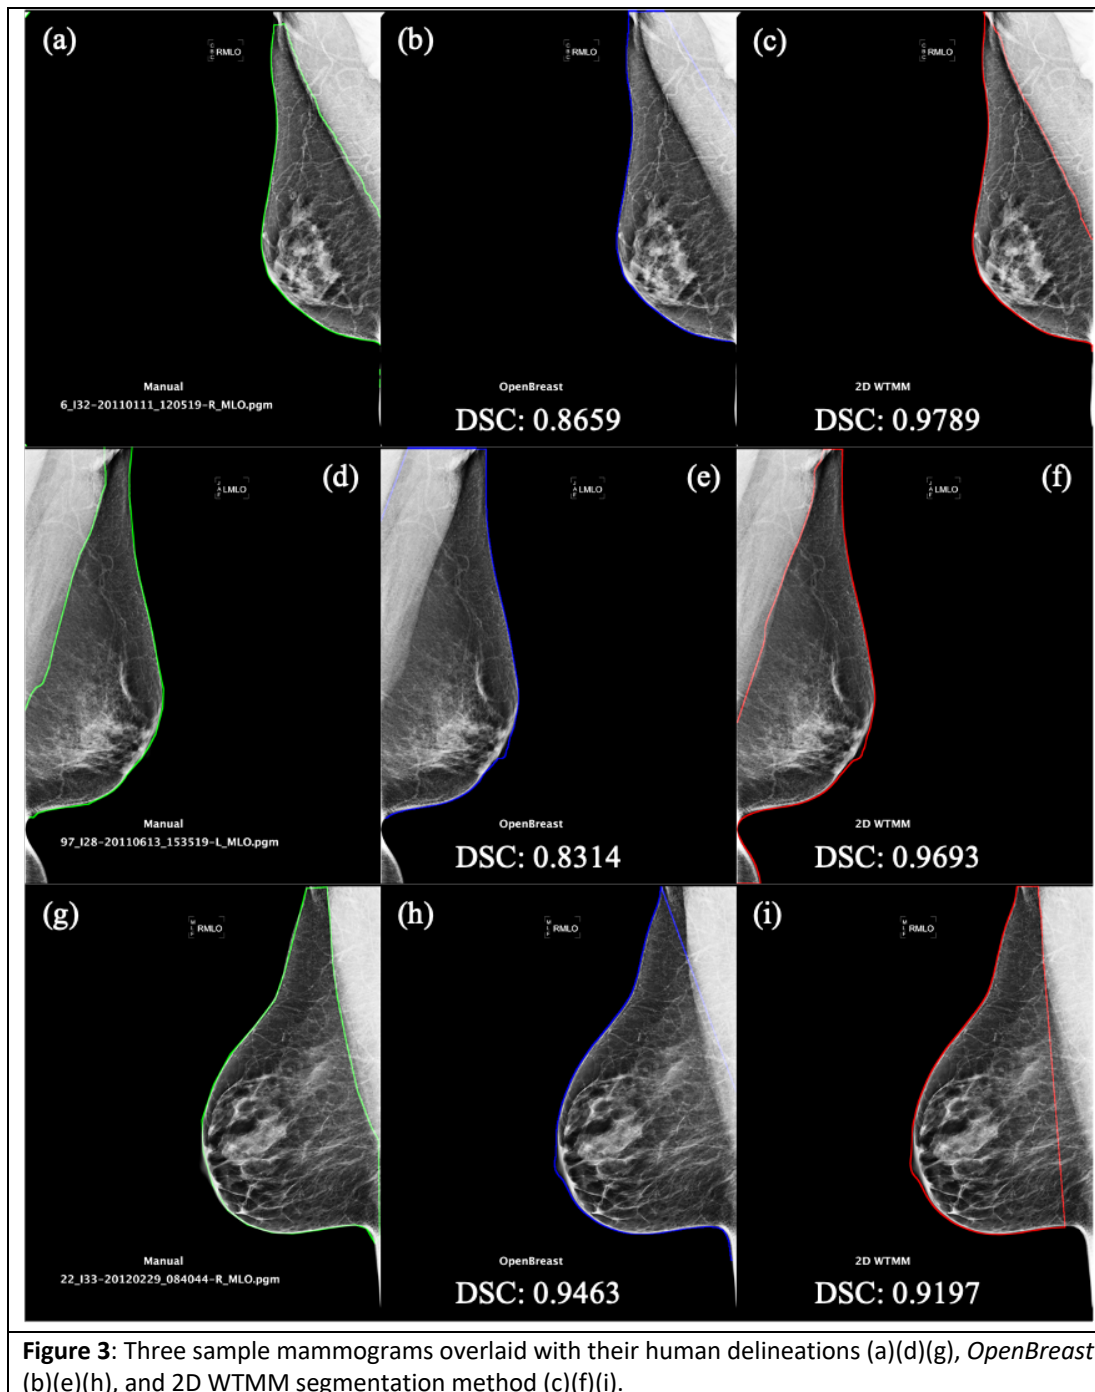 (a)
RMLO
(b)
RMLO
(c)
RMLO
Manual
6_I32-20110111_120519-R_MLO.pgm
OpenBreast
DSC: 0.8659
2D WTMM
DSC: 0.9789
(d)
LMLO
(e)
LMLO
(f)
LMLO
Manual
97_I28-20110613_153519-L_MLO.pgm
OpenBreast
DSC: 0.8314
2D WTMM
DSC: 0.9693
(g)
RMLO
(h)
RMLO
(i)
RMLO
Manual
22_I33-20120229_084044-R_MLO.pgm
OpenBreast
DSC: 0.9463
2D WTMM
DSC: 0.9197
Figure 3: Three sample mammograms overlaid with their human delineations (a)(d)(g), OpenBreast
(b)(e)(h), and 2D WTMM segmentation method (c)(f)(i).